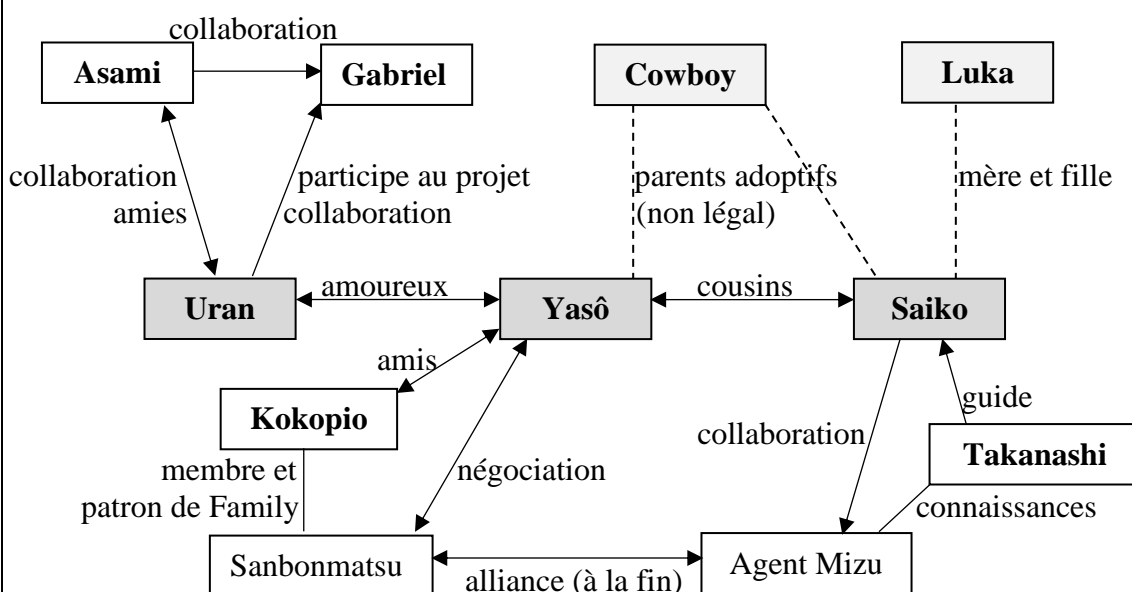 collaboration
Asami
Gabriel
Cowboy
Luka
collaboration
amies
participe au projet
collaboration
parents adoptifs
(non légal)
mère et fille
Uran
amoureux
Yasô
cousins
Saiko
amis
Kokopio
guide
collaboration
Takanashi
membre et
patron de Family
négociation
connaissances
Sanbonmatsu
alliance (à la fin)
Agent Mizu